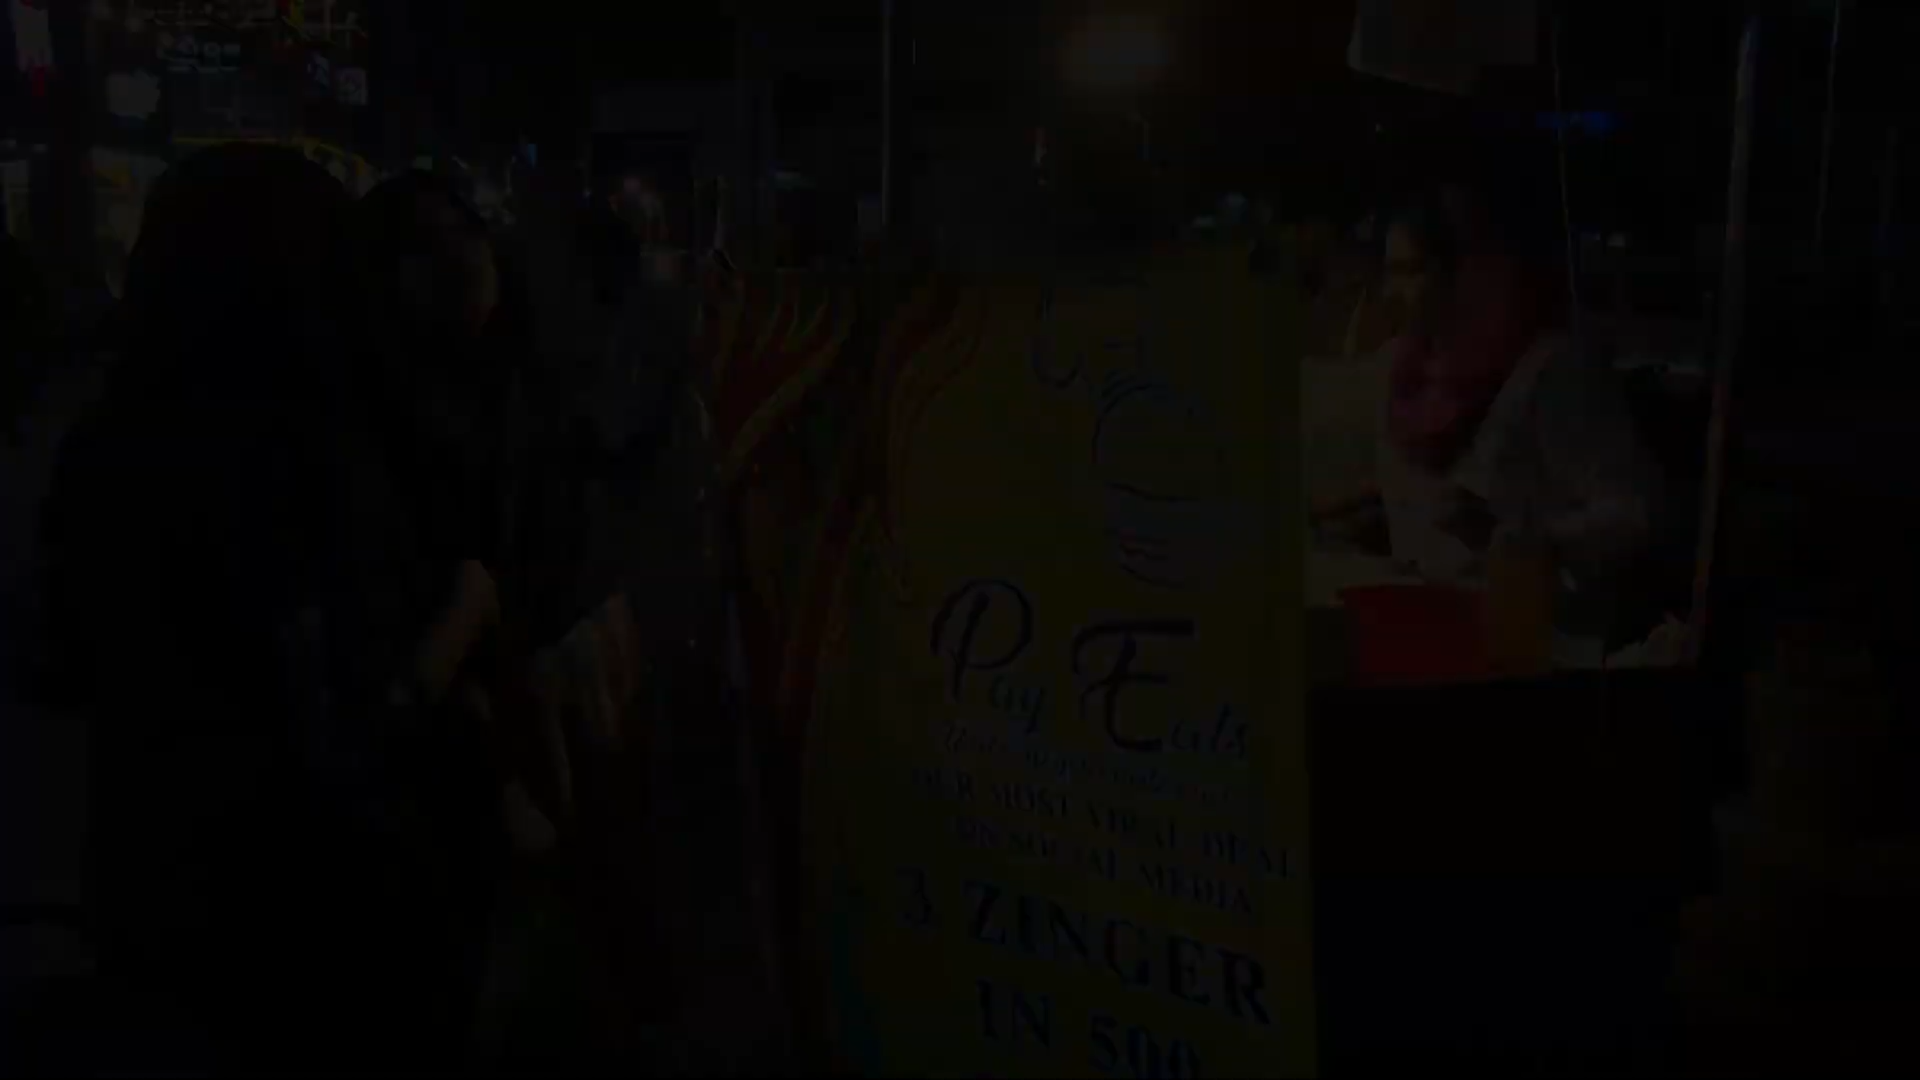 Pay Eats
OUR MOST VIRAL DEAL
ON SOCIAL MEDIA
3 ZINGER
IN 500